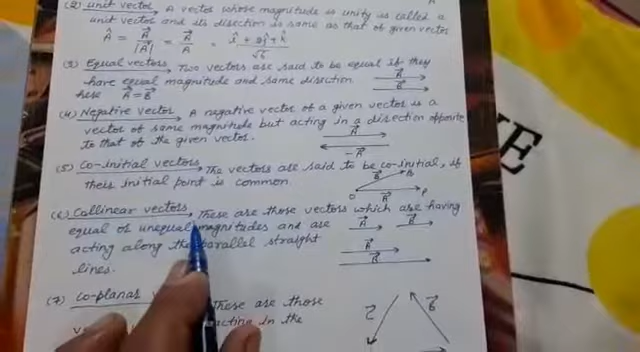 (2) unit vector → A vector whose magnitude is unity is called a
unit vector and its direction is same as that of given vector
Â = A⃗/|A⃗| = A⃗/A = î + 2ĵ + k̂/√6
(3) Equal vectors → Two vectors are said to be equal if they
have equal magnitude and same direction. A⃗
here A⃗ = B⃗ B⃗
(4) Negative vector → A negative vector of a given vector is a
vector of same magnitude but acting in a direction opposite
to that of the given vector. A⃗
-A⃗
(5) Co-initial vectors → The vectors are said to be co-initial, if
their initial point is common. O A⃗ P B⃗
(6) Collinear vectors → These are those vectors which are having
equal or unequal magnitudes and are A⃗ B⃗
acting along the parallel straight B⃗
lines. A⃗
(7) Co-planar These are those
acting in the
C⃗ B⃗